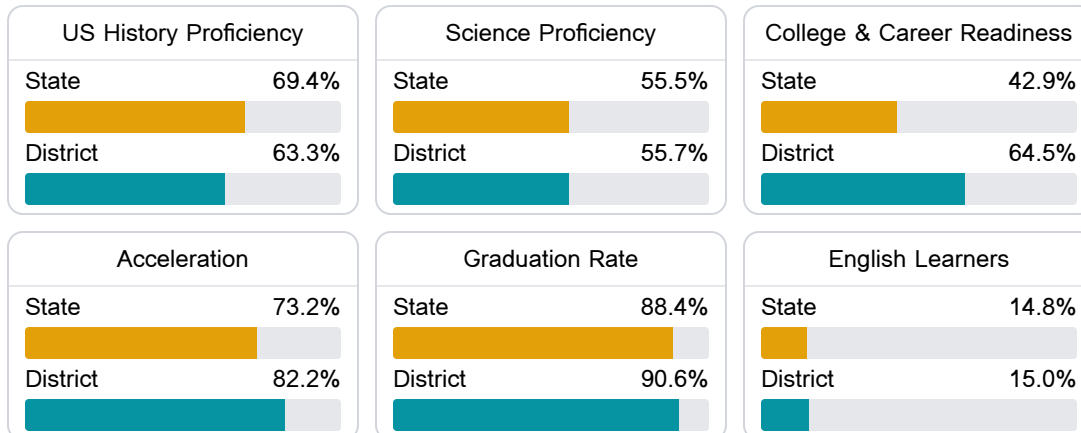 US History Proficiency
State 69.4%
District 63.3%
Science Proficiency
State 55.5%
District 55.7%
College & Career Readiness
State 42.9%
District 64.5%
Acceleration
State 73.2%
District 82.2%
Graduation Rate
State 88.4%
District 90.6%
English Learners
State 14.8%
District 15.0%